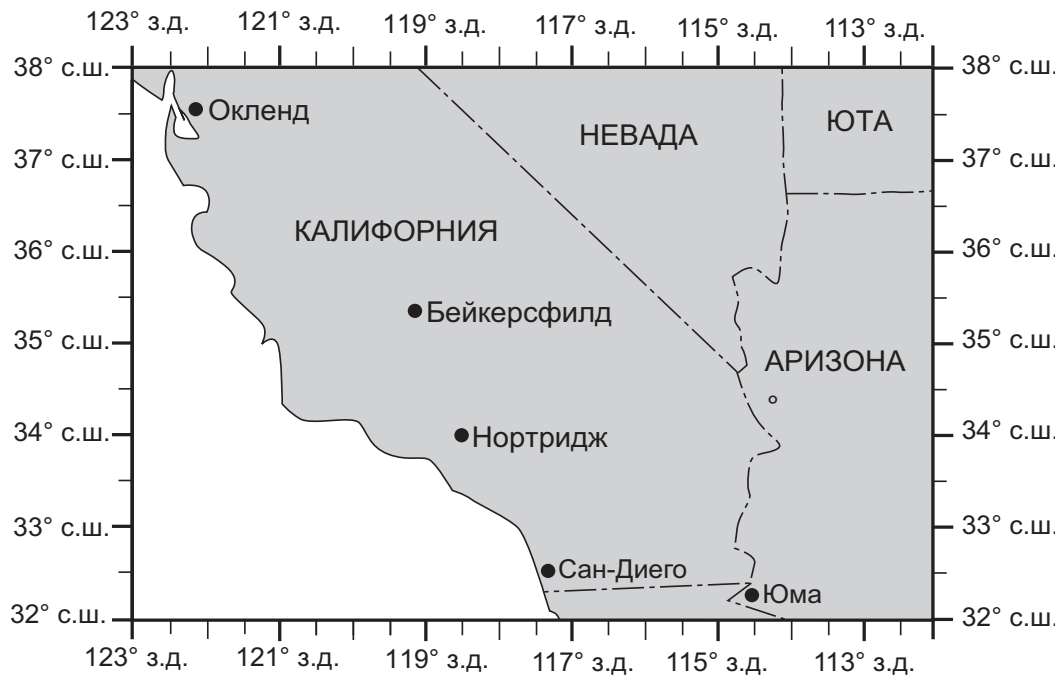 123° з.д. 121° з.д. 119° з.д. 117° з.д. 115° з.д. 113° з.д.
38° с.ш. 38° с.ш.
Окленд
НЕВАДА ЮТА
37° с.ш. 37° с.ш.
КАЛИФОРНИЯ
36° с.ш. 36° с.ш.
Бейкерсфилд
35° с.ш. 35° с.ш.
АРИЗОНА
34° с.ш. Нортридж 34° с.ш.
33° с.ш. 33° с.ш.
Сан-Диего
Юма
32° с.ш. 32° с.ш.
123° з.д. 121° з.д. 119° з.д. 117° з.д. 115° з.д. 113° з.д.